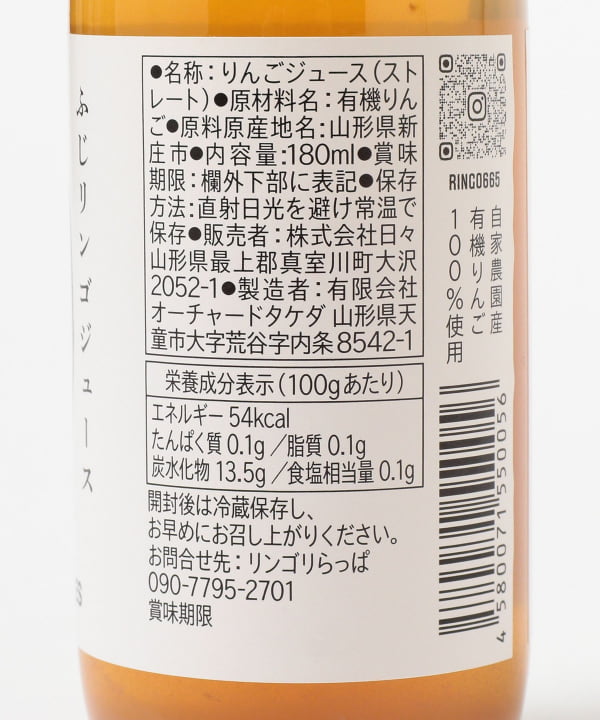 ふじリンゴジュース
●名称：りんごジュース（スト
レート）●原材料名：有機りん
ご●原料原産地名：山形県新
庄市●内容量：180ml●賞味
期限：欄外下部に表記●保存
方法：直射日光を避け常温で
保存●販売者：株式会社日々
山形県最上郡真室川町大沢
2052-1●製造者：有限会社
オーチャードタケダ 山形県天
童市大字荒谷字内条8542-1
栄養成分表示（100gあたり）
エネルギー 54kcal
たんぱく質 0.1g／脂質 0.1g
炭水化物 13.5g／食塩相当量 0.1g
開封後は冷蔵保存し、
お早めにお召し上がりください。
お問合せ先：リンゴリらっぱ
090-7795-2701
賞味期限
RINGO665
自家農園産
有機りんご
100%使用
4580071550056